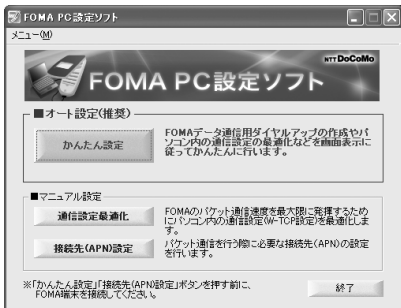 FOMA PC設定ソフト
メニュー(M)
NTT DoCoMo
FOMA PC設定ソフト
■オート設定(推奨)
かんたん設定
FOMAデータ通信用ダイヤルアップの作成やパ
ソコン内の通信設定の最適化などを画面表示に
従ってかんたんに行います。
■マニュアル設定
通信設定最適化
FOMAのパケット通信速度を最大限に発揮するため
にパソコン内の通信設定(W-TCP設定)を最適化しま
す。
接続先(APN)設定
パケット通信を行う際に必要な接続先(APN)の設定
を行います。
※「かんたん設定」「接続先(APN)設定」ボタンを押す前に、
FOMA端末を接続してください。
終了